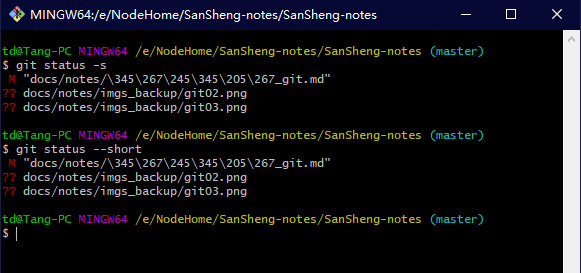 MINGW64:/e/NodeHome/SanSheng-notes/SanSheng-notes
td@Tang-PC MINGW64 /e/NodeHome/SanSheng-notes/SanSheng-notes (master)
$ git status -s
 M "docs/notes/\345\267\245\345\205\267_git.md"
?? docs/notes/imgs_backup/git02.png
?? docs/notes/imgs_backup/git03.png
td@Tang-PC MINGW64 /e/NodeHome/SanSheng-notes/SanSheng-notes (master)
$ git status --short
 M "docs/notes/\345\267\245\345\205\267_git.md"
?? docs/notes/imgs_backup/git02.png
?? docs/notes/imgs_backup/git03.png
td@Tang-PC MINGW64 /e/NodeHome/SanSheng-notes/SanSheng-notes (master)
$